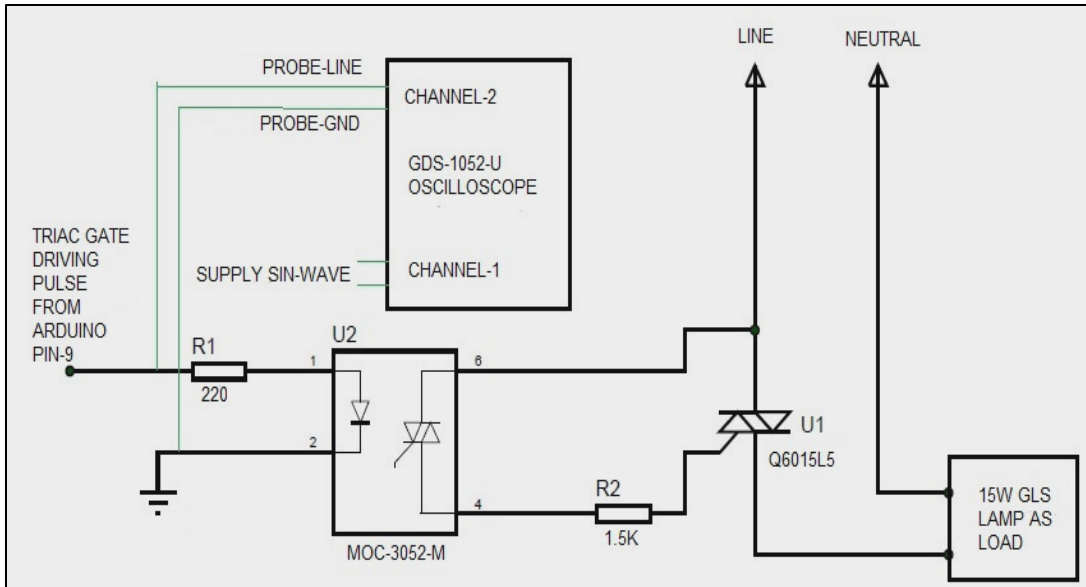 LINE
NEUTRAL
PROBE-LINE
CHANNEL-2
PROBE-GND
GDS-1052-U
OSCILLOSCOPE
TRIAC GATE
DRIVING
PULSE
FROM
ARDUINO
PIN-9
SUPPLY SIN-WAVE
CHANNEL-1
U2
R1
1
6
220
2
U1
Q6015L5
R2
4
1.5K
MOC-3052-M
15W GLS
LAMP AS
LOAD